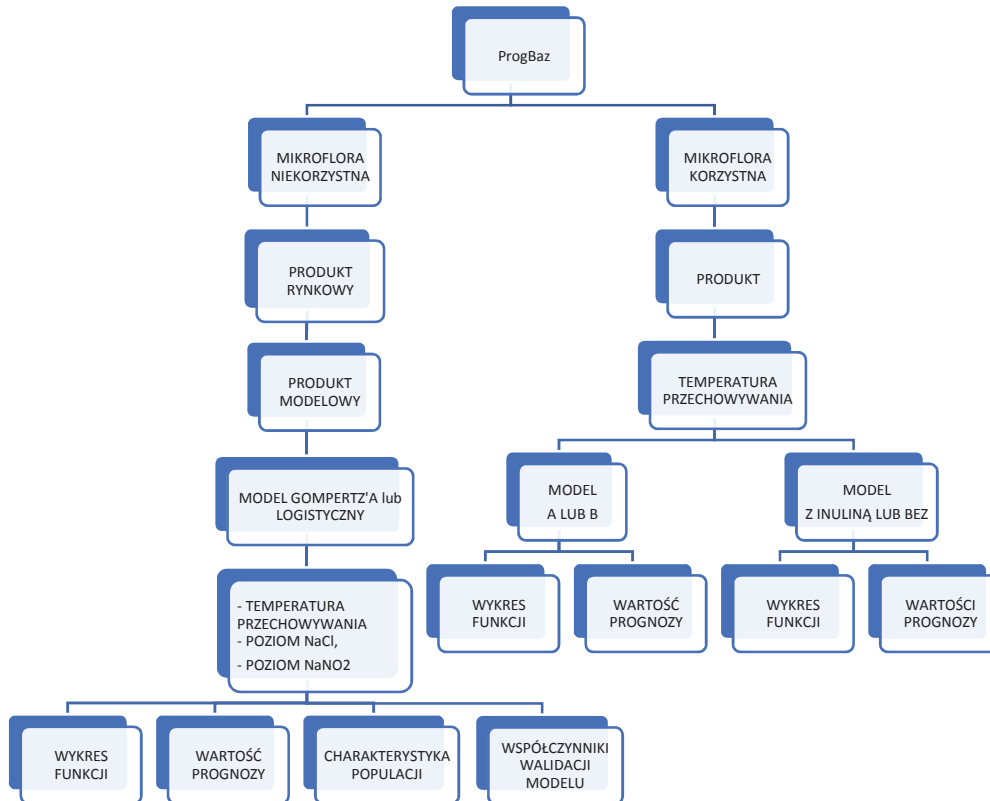 ProgBaz
MIKROFLORA
NIEKORZYSTNA
MIKROFLORA
KORZYSTNA
PRODUKT
RYNKOWY
PRODUKT
PRODUKT
MODELOWY
TEMPERATURA
PRZECHOWYWANIA
MODEL GOMPERTZ'A lub
LOGISTYCZNY
MODEL
A LUB B
MODEL
Z INULINĄ LUB BEZ
- TEMPERATURA
PRZECHOWYWANIA
- POZIOM NaCl,
- POZIOM NaNO2
WYKRES
FUNKCJI
WARTOŚĆ
PROGNOZY
WYKRES
FUNKCJI
WARTOŚCI
PROGNOZY
WYKRES
FUNKCJI
WARTOŚĆ
PROGNOZY
CHARAKTERYSTYKA
POPULACJI
WSPÓŁCZYNNIKI
WALIDACJI
MODELU